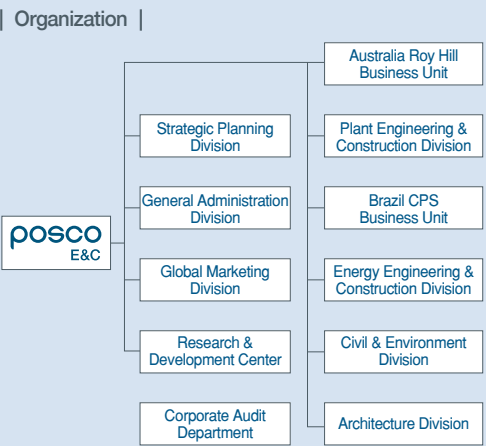 | Organization |
Australia Roy Hill
Business Unit
Strategic Planning
Division
Plant Engineering &
Construction Division
General Administration
Division
Brazil CPS
Business Unit
posco
E&C
Global Marketing
Division
Energy Engineering &
Construction Division
Research &
Development Center
Civil & Environment
Division
Corporate Audit
Department
Architecture Division